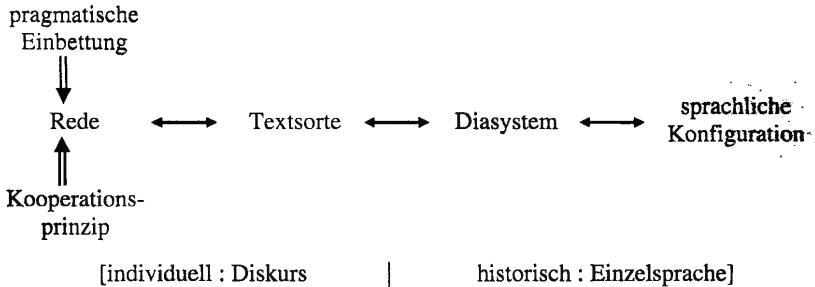 pragmatische
Einbettung
Rede Textsorte Diasystem sprachliche
Konfiguration
Kooperations-
prinzip
[individuell : Diskurs | historisch : Einzelsprache]